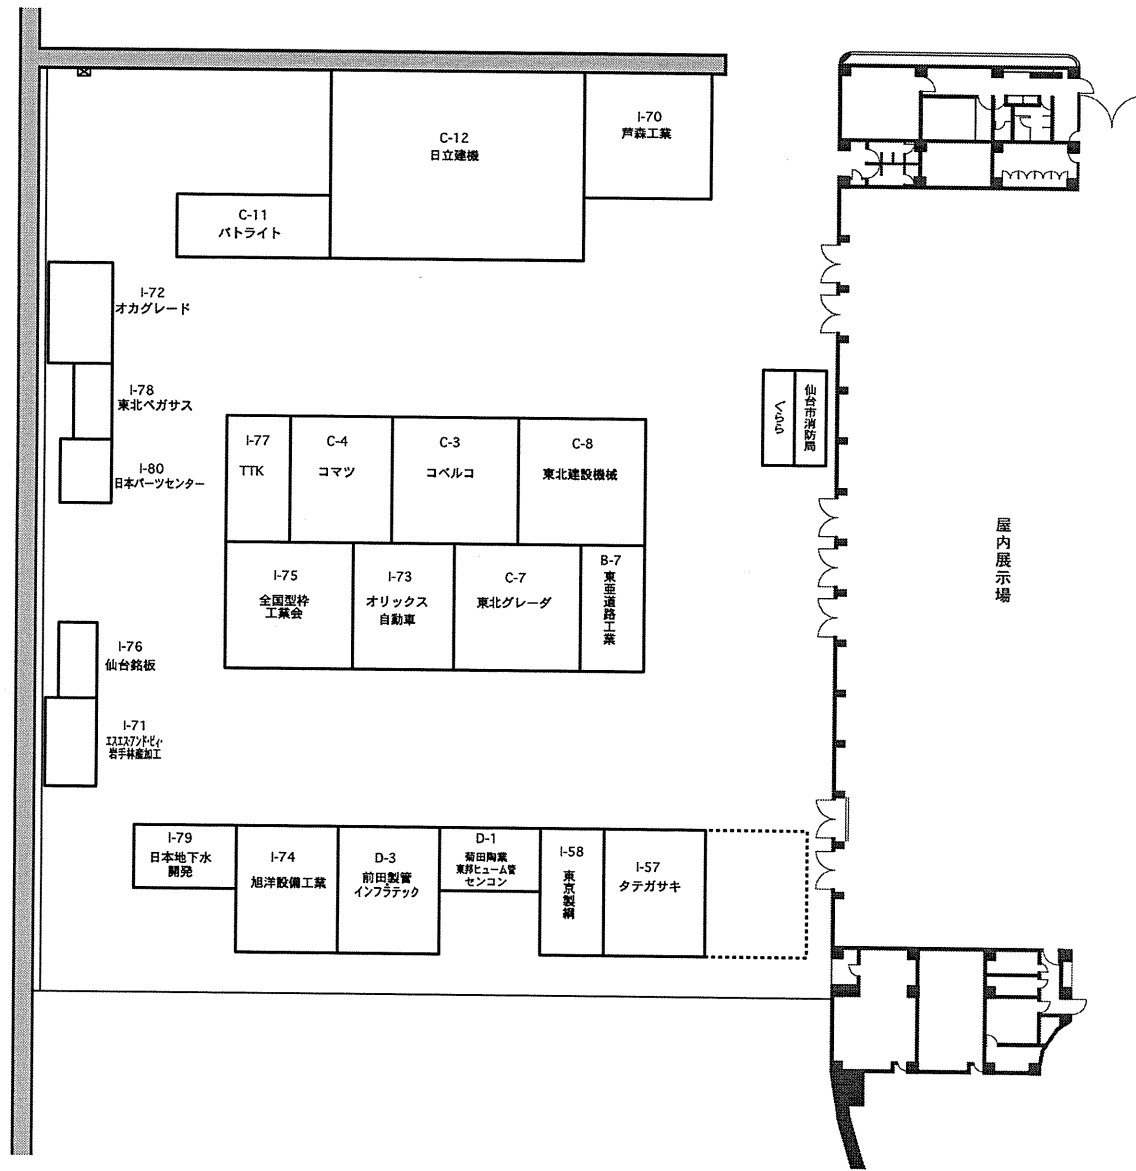 C-12
日立建機
I-70
芦森工業
C-11
パトライト
I-72
オカグレード
I-78
東北ペガサス
I-80
日本パーツセンター
I-77
TTK
C-4
コマツ
C-3
コベルコ
C-8
東北建設機械
仙台市消防局
くらら
I-75
全国型枠
工業会
I-73
オリックス
自動車
C-7
東北グレーダ
B-7
東亜道路工業
屋内展示場
I-76
仙台銘板
I-71
エスエス・アンド・ビィ・
岩手林産加工
I-79
日本地下水
開発
I-74
旭洋設備工業
D-3
前田製管
インフラテック
D-1
菊田陶業
東邦ヒューム管
センコン
I-58
東京製綱
I-57
タテガサキ